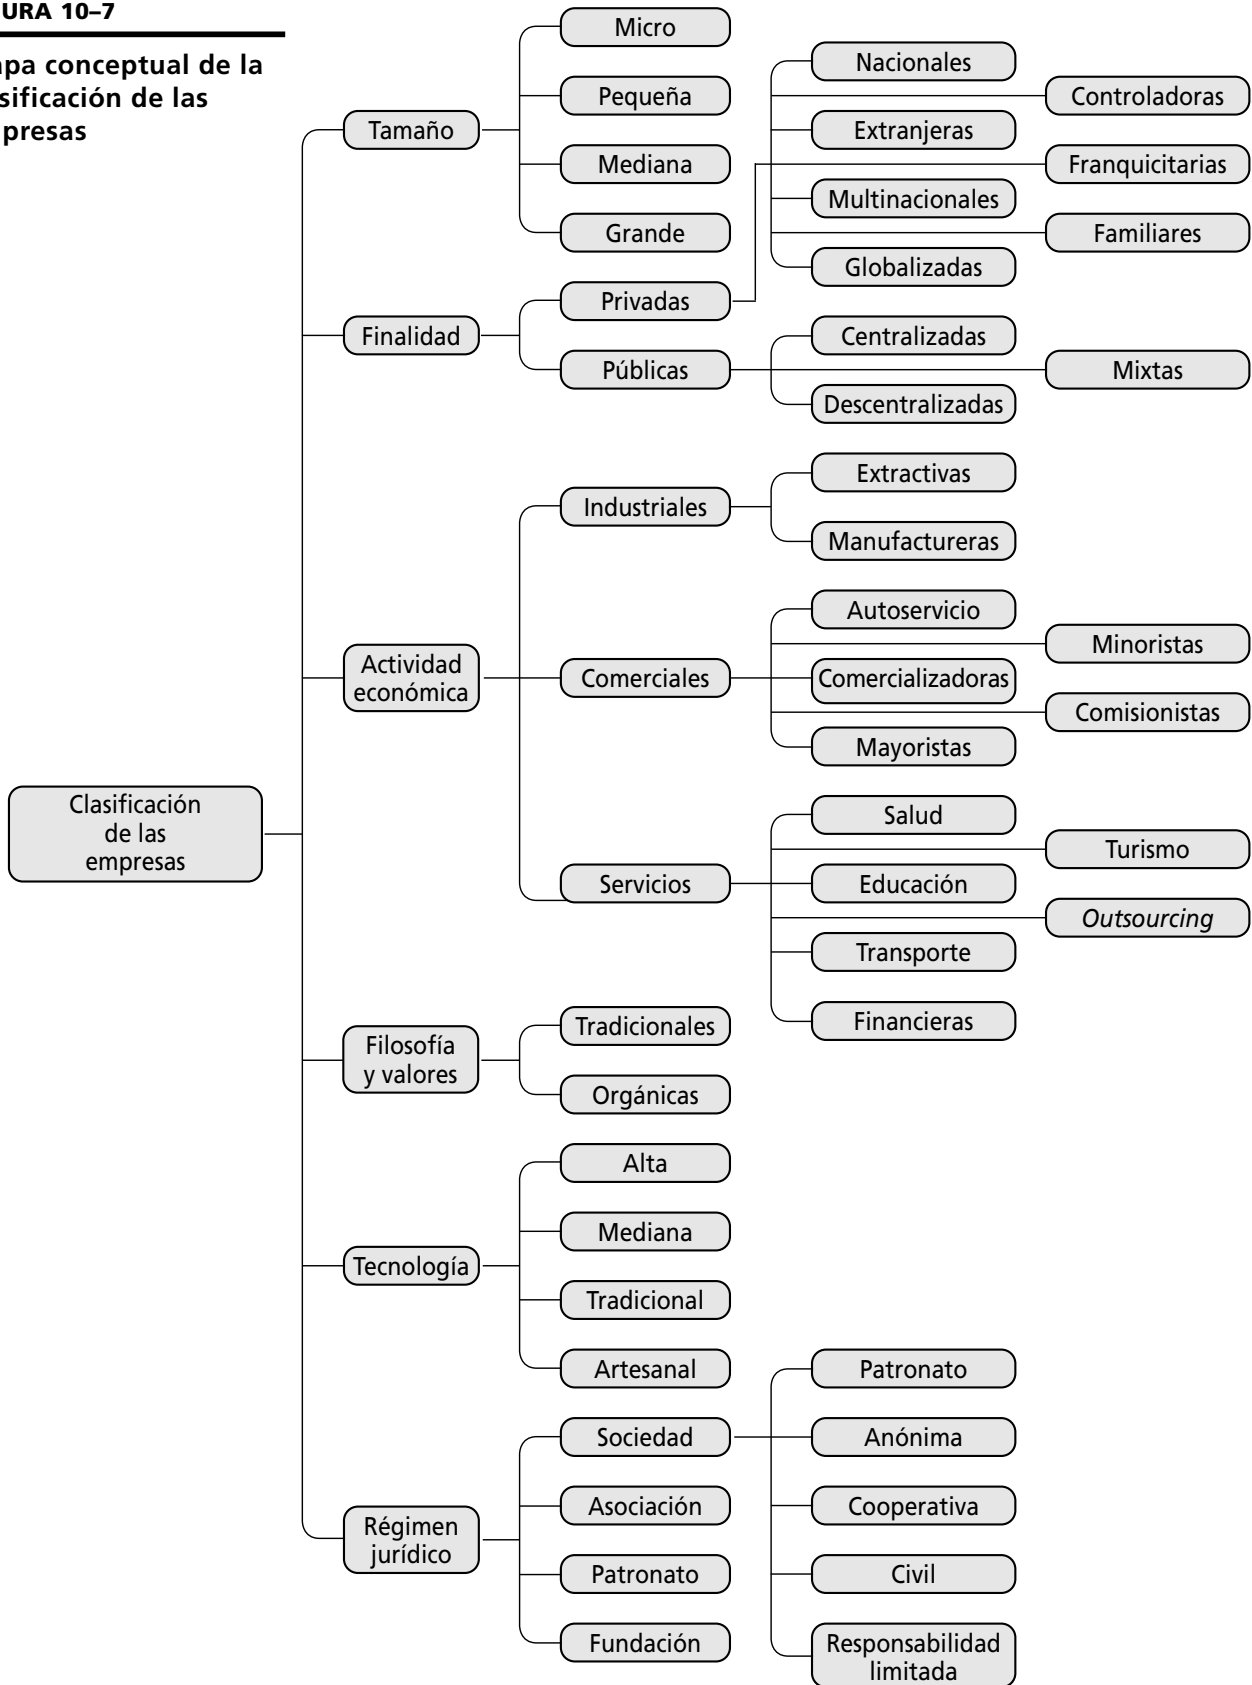 URA 10–7
apa conceptual de la
sificación de las
presas
Clasificación
de las
empresas
Tamaño
Micro
Pequeña
Mediana
Grande
Finalidad
Privadas
Nacionales
Controladoras
Extranjeras
Franquicitarias
Multinacionales
Familiares
Globalizadas
Públicas
Centralizadas
Mixtas
Descentralizadas
Actividad
económica
Industriales
Extractivas
Manufactureras
Comerciales
Autoservicio
Minoristas
Comercializadoras
Comisionistas
Mayoristas
Servicios
Salud
Turismo
Educación
Outsourcing
Transporte
Financieras
Filosofía
y valores
Tradicionales
Orgánicas
Tecnología
Alta
Mediana
Tradicional
Artesanal
Régimen
jurídico
Sociedad
Patronato
Anónima
Cooperativa
Civil
Responsabilidad
limitada
Asociación
Patronato
Fundación